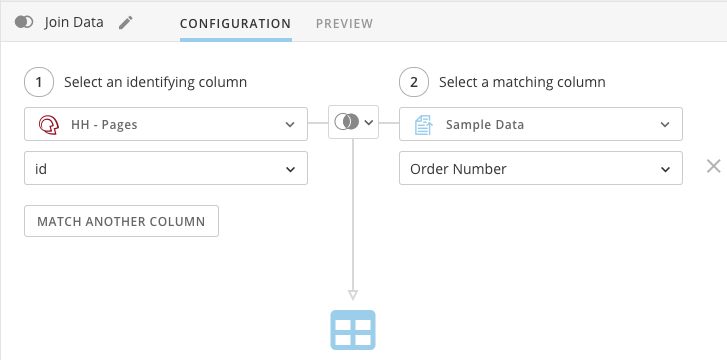 Join Data CONFIGURATION PREVIEW
1 Select an identifying column 2 Select a matching column
HH - Pages Sample Data
id Order Number
MATCH ANOTHER COLUMN